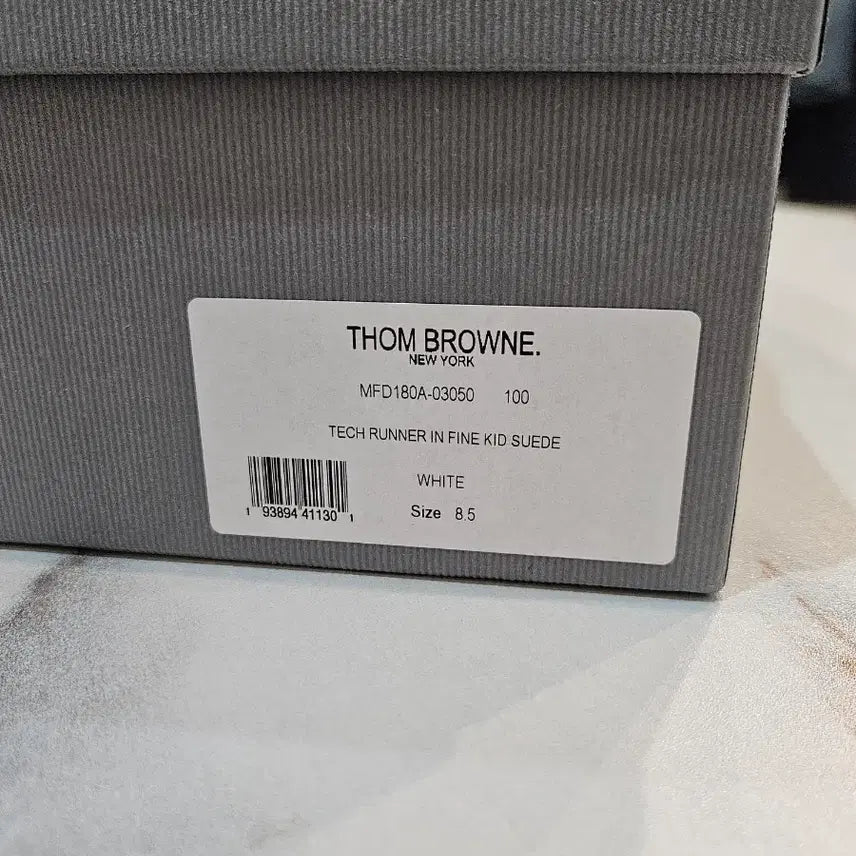 THOM BROWNE.
NEW YORK
MFD180A-03050 100
TECH RUNNER IN FINE KID SUEDE
WHITE
1 93894 41130 1
Size 8.5